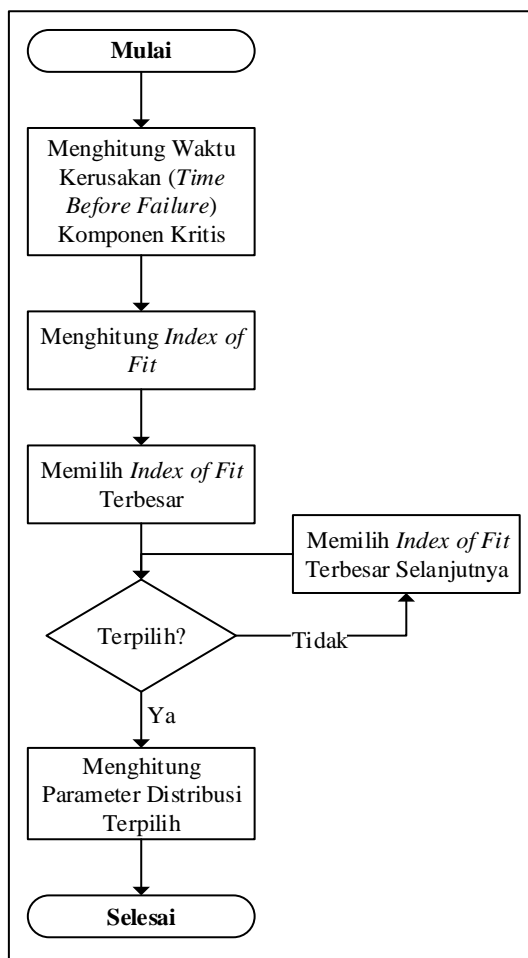 Mulai
Menghitung Waktu
Kerusakan (Time
Before Failure)
Komponen Kritis
Menghitung Index of
Fit
Memilih Index of Fit
Terbesar
Memilih Index of Fit
Terbesar Selanjutnya
Terpilih?
Tidak
Ya
Menghitung
Parameter Distribusi
Terpilih
Selesai